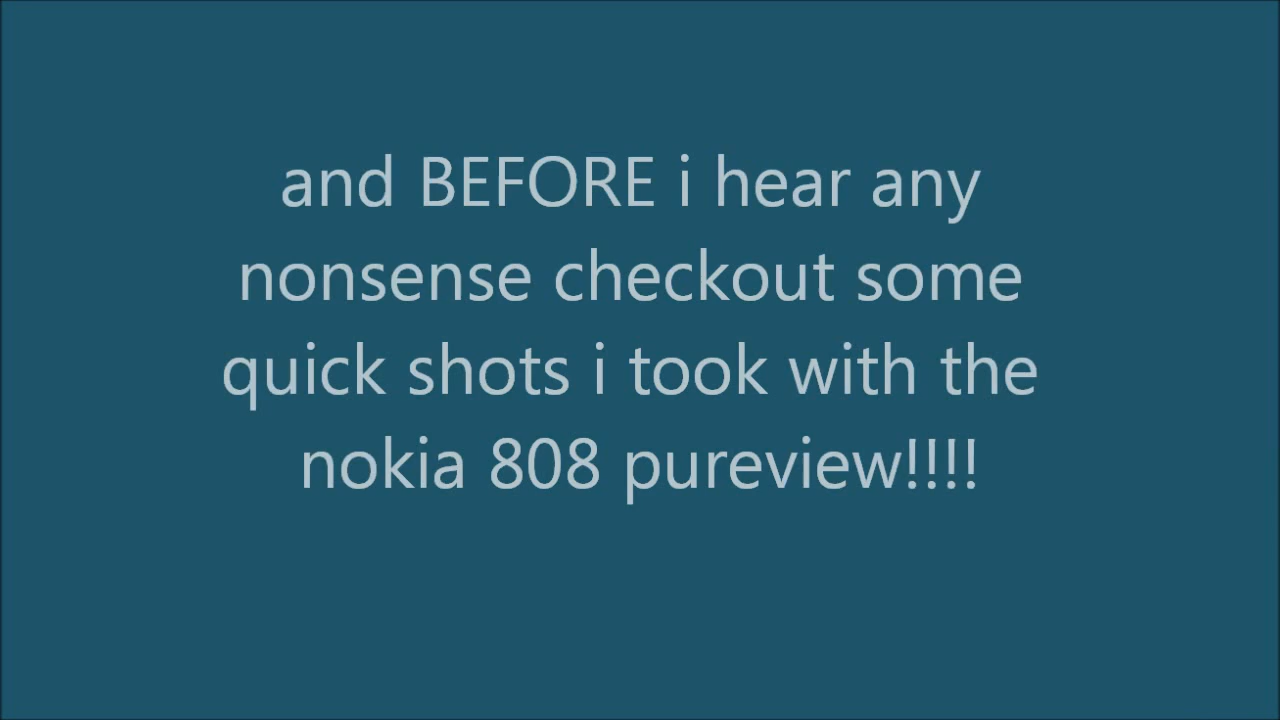 and BEFORE i hear any
nonsense checkout some
quick shots i took with the
nokia 808 pureview!!!!